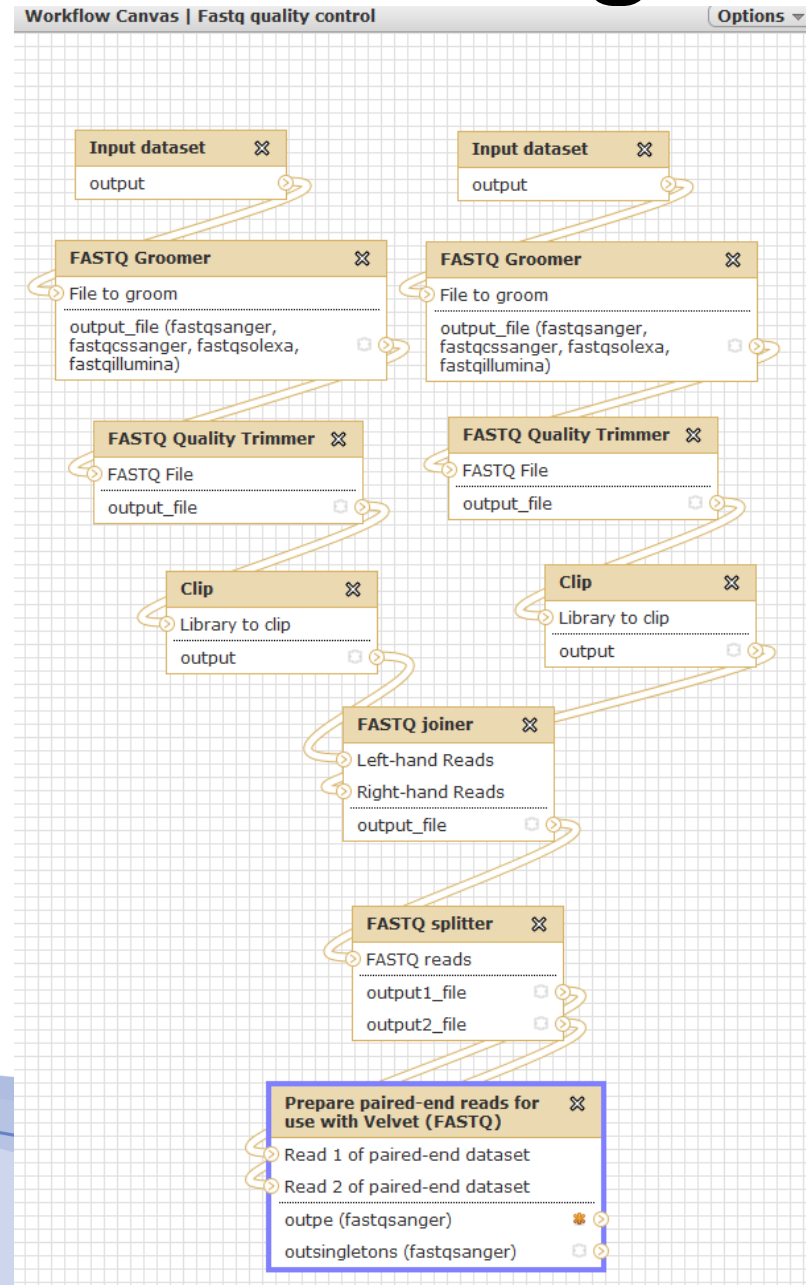 Workflow Canvas | Fastq quality control
Options
Input dataset
output
Input dataset
output
FASTQ Groomer
File to groom
output_file (fastqsanger,
fastqcssanger, fastqsolexa,
fastqillumina)
FASTQ Groomer
File to groom
output_file (fastqsanger,
fastqcssanger, fastqsolexa,
fastqillumina)
FASTQ Quality Trimmer
FASTQ File
output_file
FASTQ Quality Trimmer
FASTQ File
output_file
Clip
Library to clip
output
Clip
Library to clip
output
FASTQ joiner
Left-hand Reads
Right-hand Reads
output_file
FASTQ splitter
FASTQ reads
output1_file
output2_file
Prepare paired-end reads for
use with Velvet (FASTQ)
Read 1 of paired-end dataset
Read 2 of paired-end dataset
outpe (fastqsanger)
outsingletons (fastqsanger)